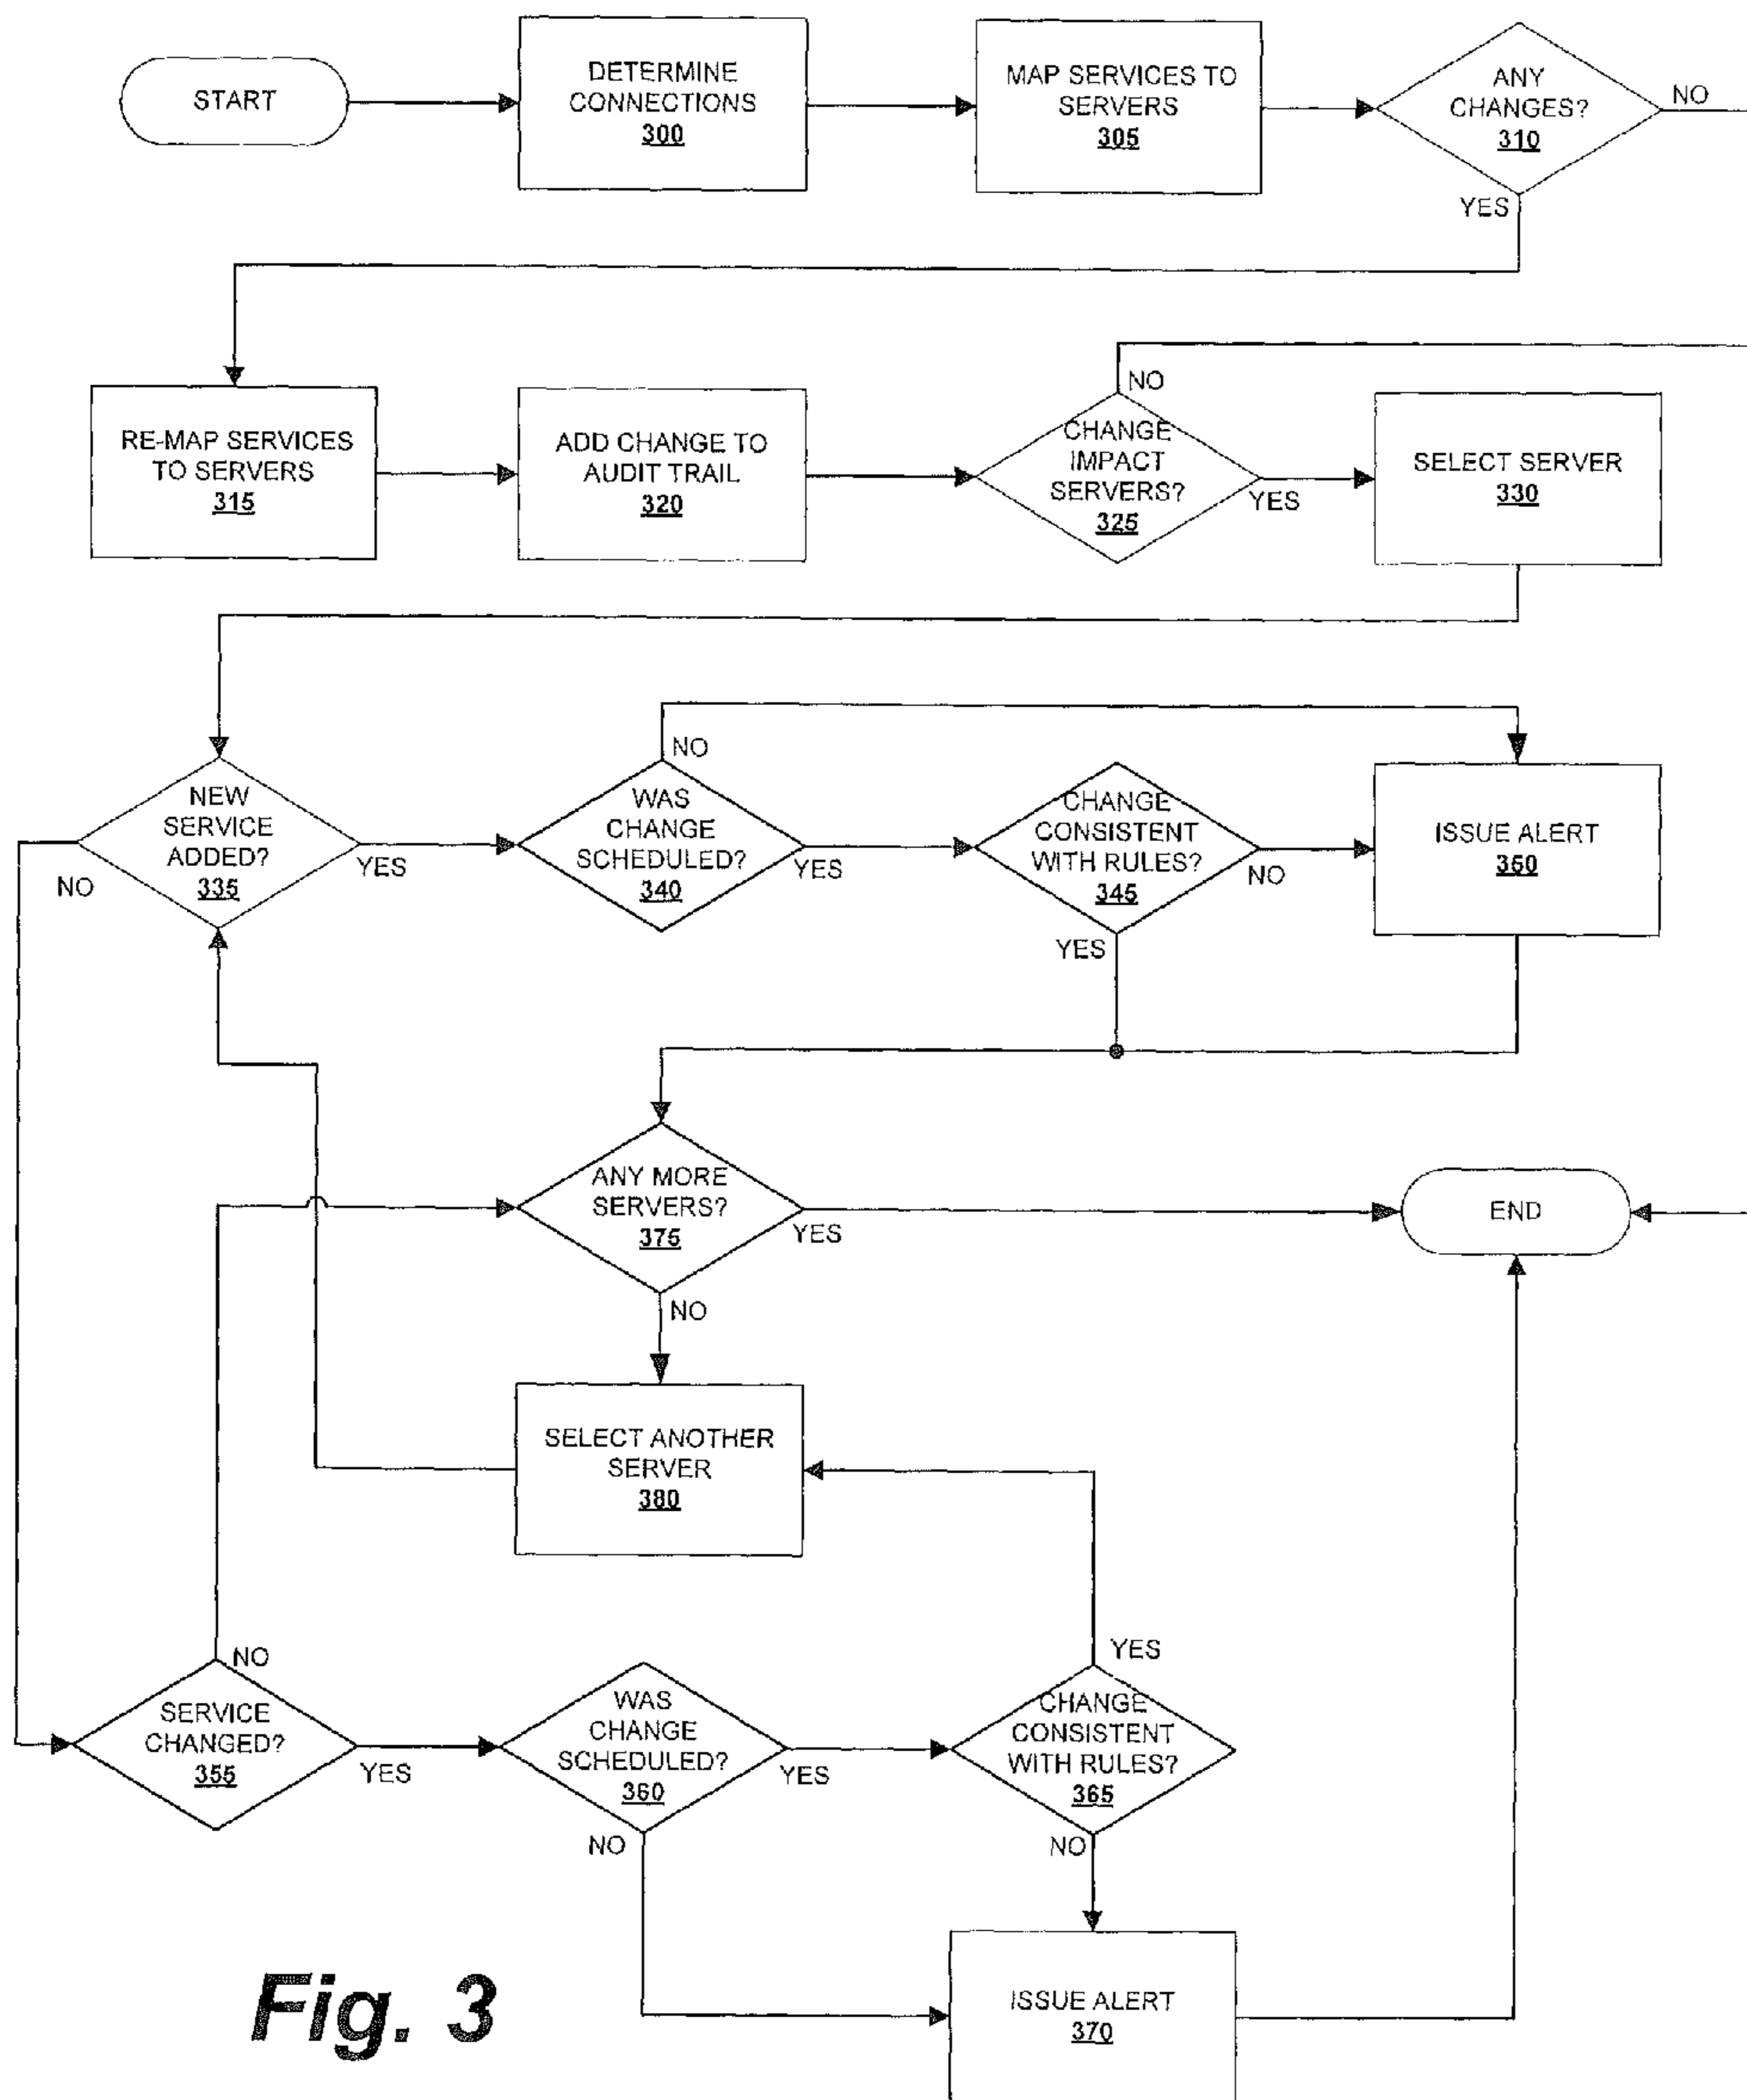 START
DETERMINE
CONNECTIONS
300
MAP SERVICES TO
SERVERS
305
ANY
CHANGES?
310
NO
YES
RE-MAP SERVICES
TO SERVERS
315
ADD CHANGE TO
AUDIT TRAIL
320
NO
CHANGE
IMPACT
SERVERS?
325
YES
SELECT SERVER
330
NEW
SERVICE
ADDED?
335
NO
YES
NO
WAS
CHANGE
SCHEDULED?
340
YES
CHANGE
CONSISTENT
WITH RULES?
345
NO
YES
ISSUE ALERT
350
ANY MORE
SERVERS?
375
YES
NO
END
SELECT ANOTHER
SERVER
380
NO
SERVICE
CHANGED?
355
YES
WAS
CHANGE
SCHEDULED?
360
YES
NO
YES
CHANGE
CONSISTENT
WITH RULES?
365
NO
ISSUE ALERT
370
Fig. 3